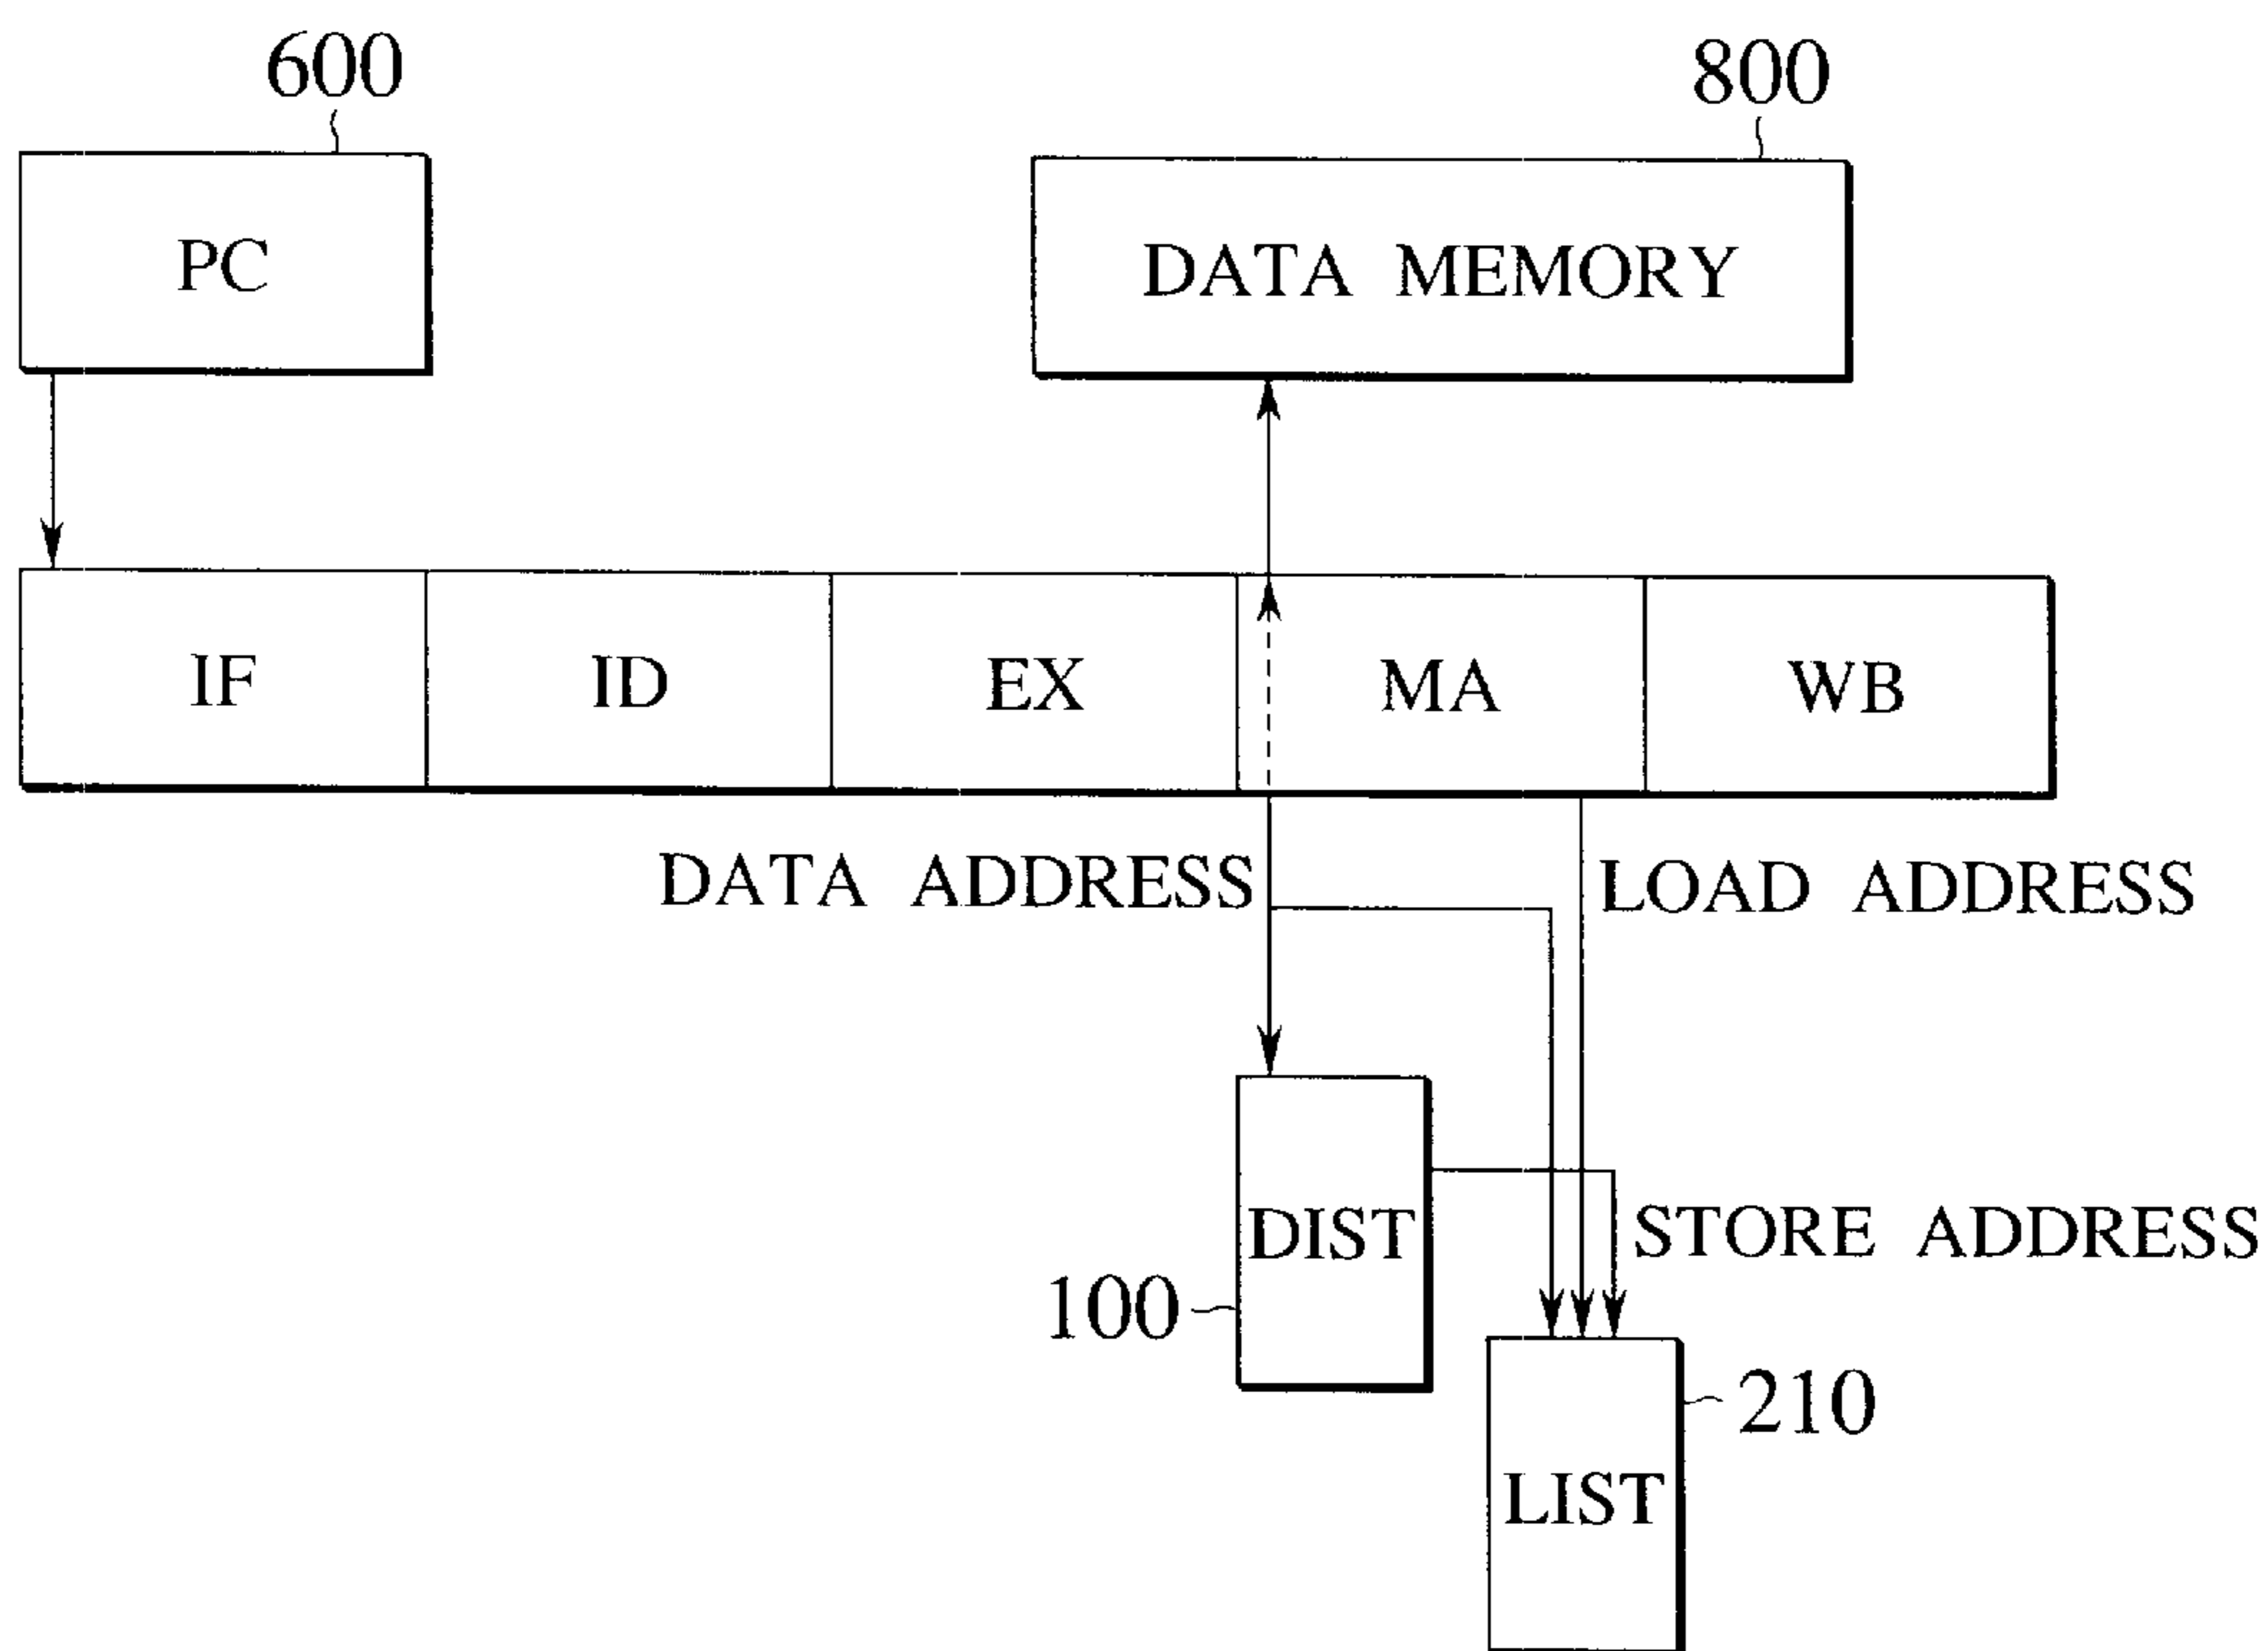 600
800
PC
DATA MEMORY
IF ID EX MA WB
DATA ADDRESS
LOAD ADDRESS
DIST
STORE ADDRESS
100
210
LIST